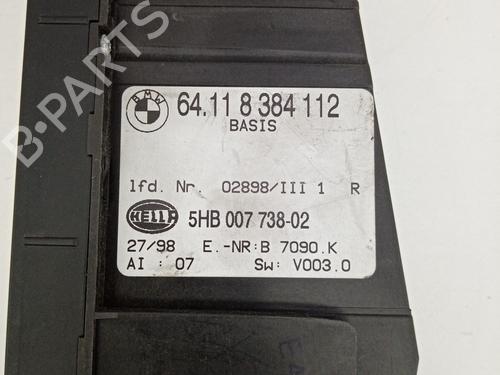 BMW
64.11 8 384 112
BASIS
lfd. Nr. 02898/III 1 R
HELLA 5HB 007 738-02
27/98 E.-NR:B 7090.K
AI : 07 Sw: V003.0
B-PARTS